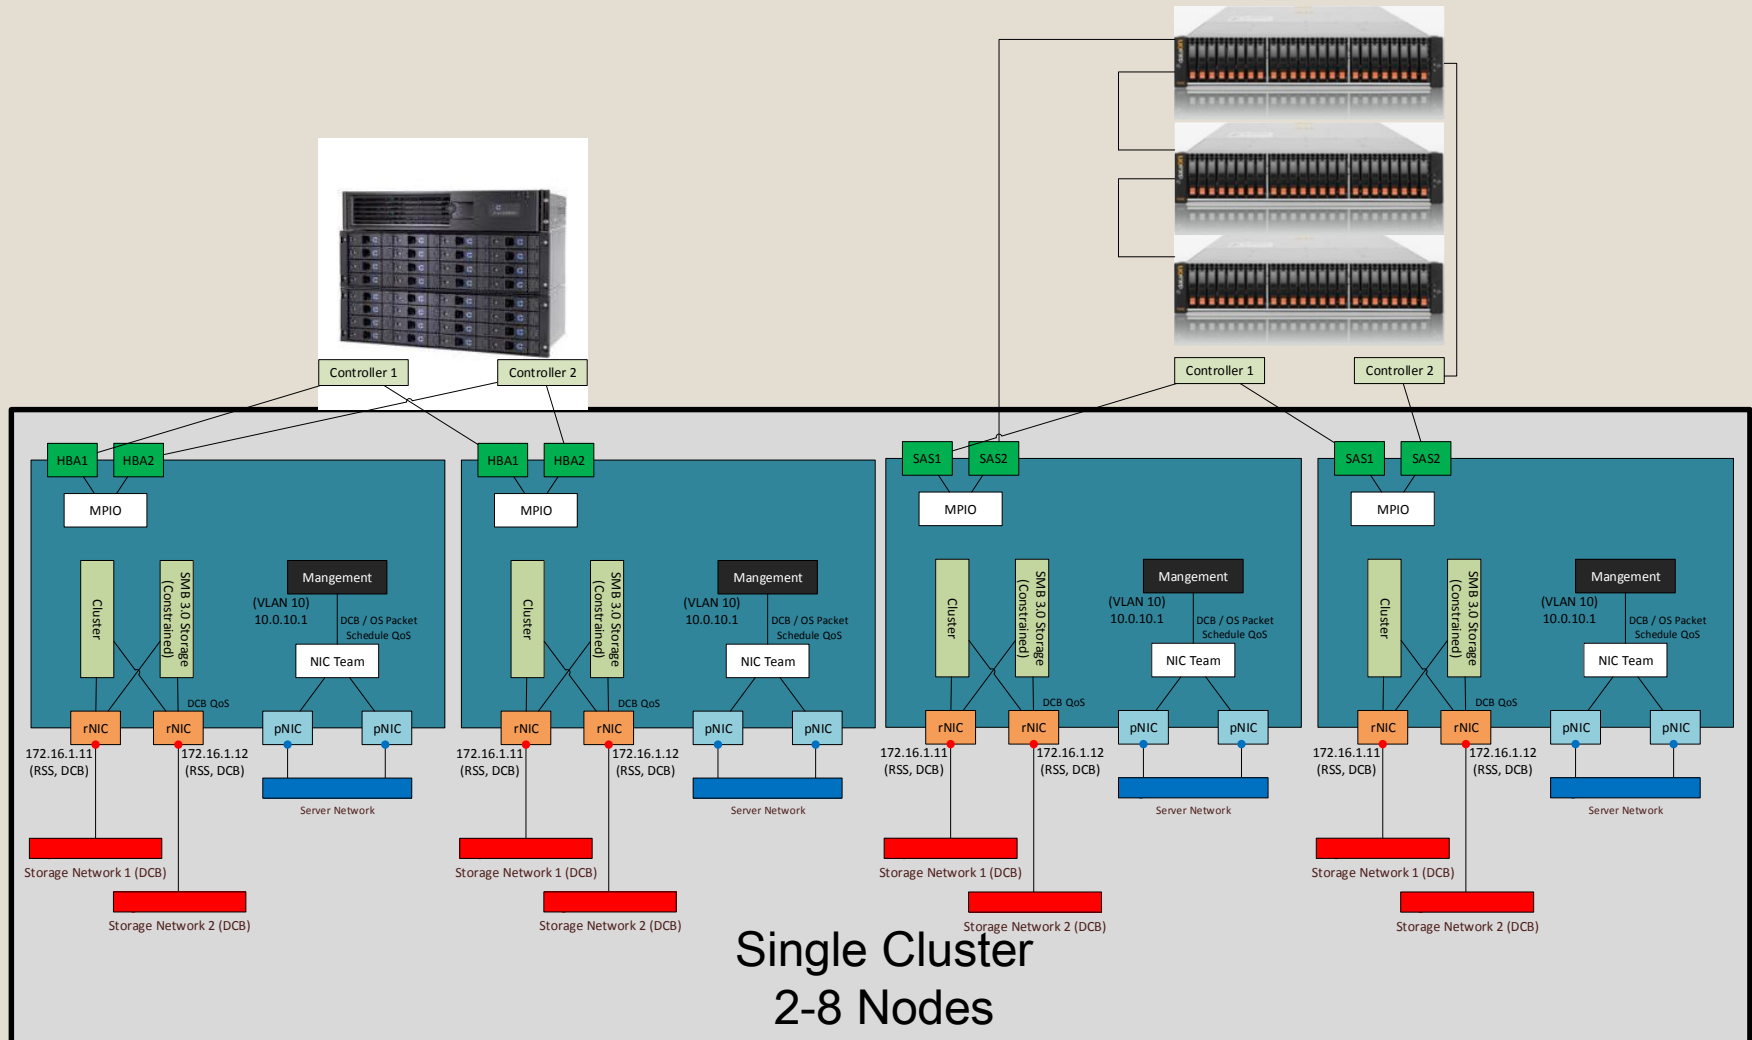 Controller 1
Controller 2
Controller 1
Controller 2
HBA1
HBA2
MPIO
Cluster
SMB 3.0 Storage
(Constrained)
Mangement
(VLAN 10)
10.0.10.1
DCB / OS Packet
Schedule QoS
NIC Team
DCB QoS
rNIC
rNIC
pNIC
pNIC
172.16.1.11
(RSS, DCB)
172.16.1.12
(RSS, DCB)
Server Network
Storage Network 1 (DCB)
Storage Network 2 (DCB)
HBA1
HBA2
MPIO
Cluster
SMB 3.0 Storage
(Constrained)
Mangement
(VLAN 10)
10.0.10.1
DCB / OS Packet
Schedule QoS
NIC Team
DCB QoS
rNIC
rNIC
pNIC
pNIC
172.16.1.11
(RSS, DCB)
172.16.1.12
(RSS, DCB)
Server Network
Storage Network 1 (DCB)
Storage Network 2 (DCB)
SAS1
SAS2
MPIO
Cluster
SMB 3.0 Storage
(Constrained)
Mangement
(VLAN 10)
10.0.10.1
DCB / OS Packet
Schedule QoS
NIC Team
DCB QoS
rNIC
rNIC
pNIC
pNIC
172.16.1.11
(RSS, DCB)
172.16.1.12
(RSS, DCB)
Server Network
Storage Network 1 (DCB)
Storage Network 2 (DCB)
SAS1
SAS2
MPIO
Cluster
SMB 3.0 Storage
(Constrained)
Mangement
(VLAN 10)
10.0.10.1
DCB / OS Packet
Schedule QoS
NIC Team
DCB QoS
rNIC
rNIC
pNIC
pNIC
172.16.1.11
(RSS, DCB)
172.16.1.12
(RSS, DCB)
Server Network
Storage Network 1 (DCB)
Storage Network 2 (DCB)
Single Cluster
2-8 Nodes